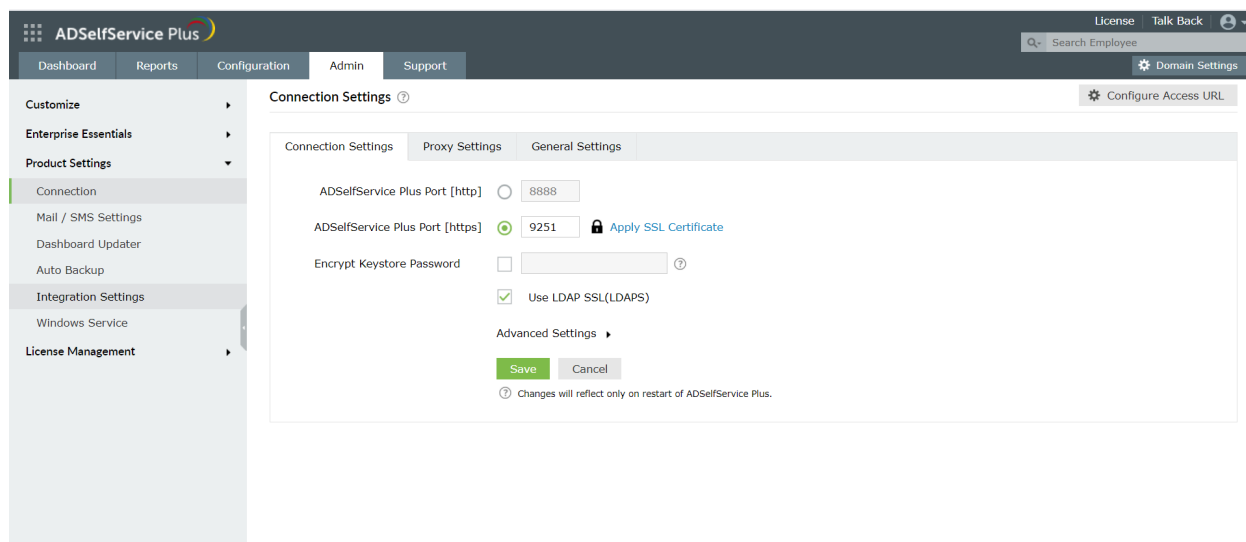 ADSelfService Plus
License Talk Back
Search Employee
Dashboard Reports Configuration Admin Support
Domain Settings
Customize
Enterprise Essentials
Product Settings
Connection
Mail / SMS Settings
Dashboard Updater
Auto Backup
Integration Settings
Windows Service
License Management
Connection Settings ?
Configure Access URL
Connection Settings Proxy Settings General Settings
ADSelfService Plus Port [http] 8888
ADSelfService Plus Port [https] 9251 Apply SSL Certificate
Encrypt Keystore Password ?
Use LDAP SSL(LDAPS)
Advanced Settings
Save Cancel
? Changes will reflect only on restart of ADSelfService Plus.